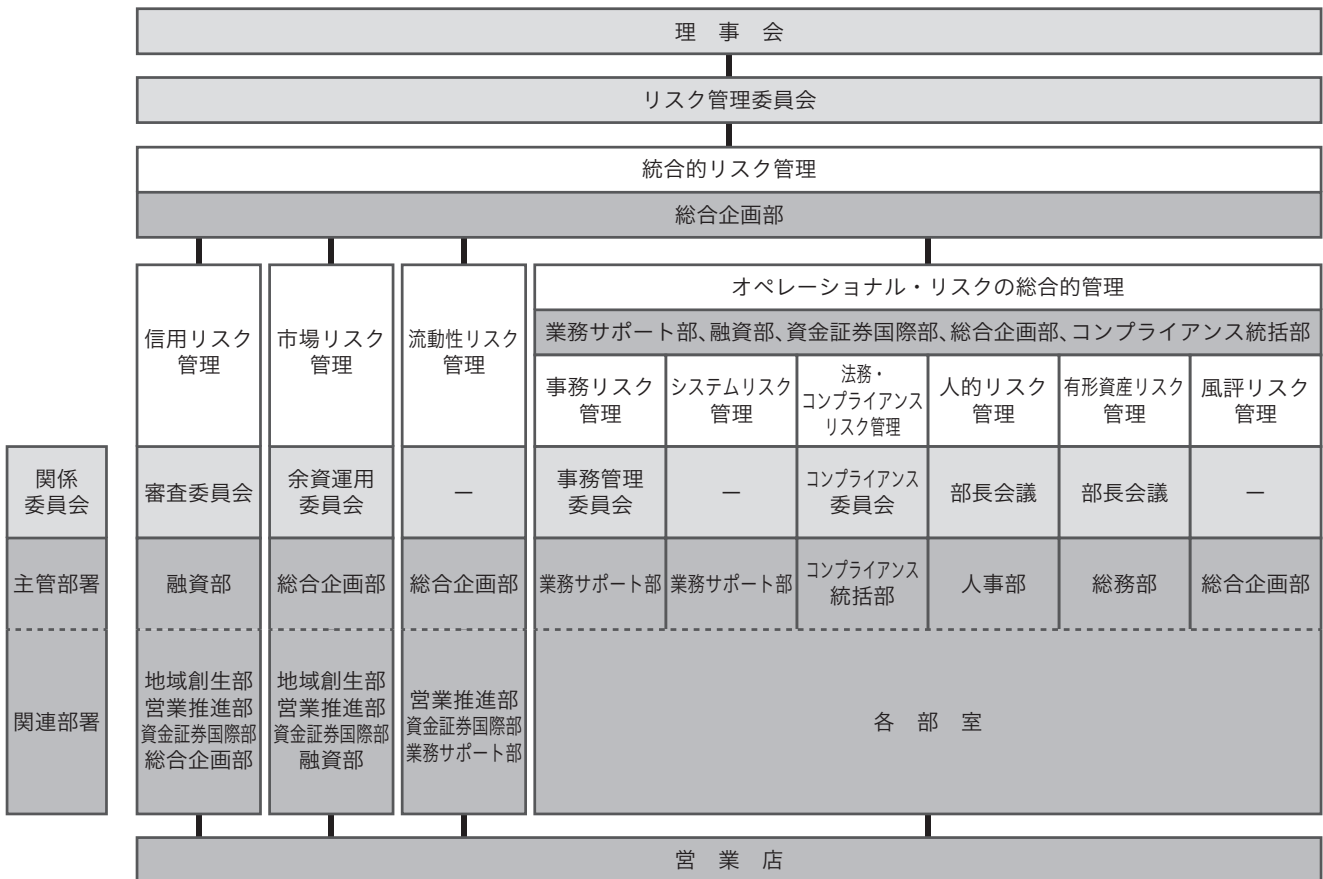 理 事 会
リスク管理委員会
統合的リスク管理
総合企画部
信用リスク
管理
市場リスク
管理
流動性リスク
管理
オペレーショナル・リスクの総合的管理
業務サポート部、融資部、資金証券国際部、総合企画部、コンプライアンス統括部
事務リスク
管理
システムリスク
管理
法務・
コンプライアンス
リスク管理
人的リスク
管理
有形資産リスク
管理
風評リスク
管理
関係
委員会
審査委員会
余資運用
委員会
－
事務管理
委員会
－
コンプライアンス
委員会
部長会議
部長会議
－
主管部署
融資部
総合企画部
総合企画部
業務サポート部
業務サポート部
コンプライアンス
統括部
人事部
総務部
総合企画部
関連部署
地域創生部
営業推進部
資金証券国際部
総合企画部
地域創生部
営業推進部
資金証券国際部
融資部
営業推進部
資金証券国際部
業務サポート部
各 部 室
営 業 店